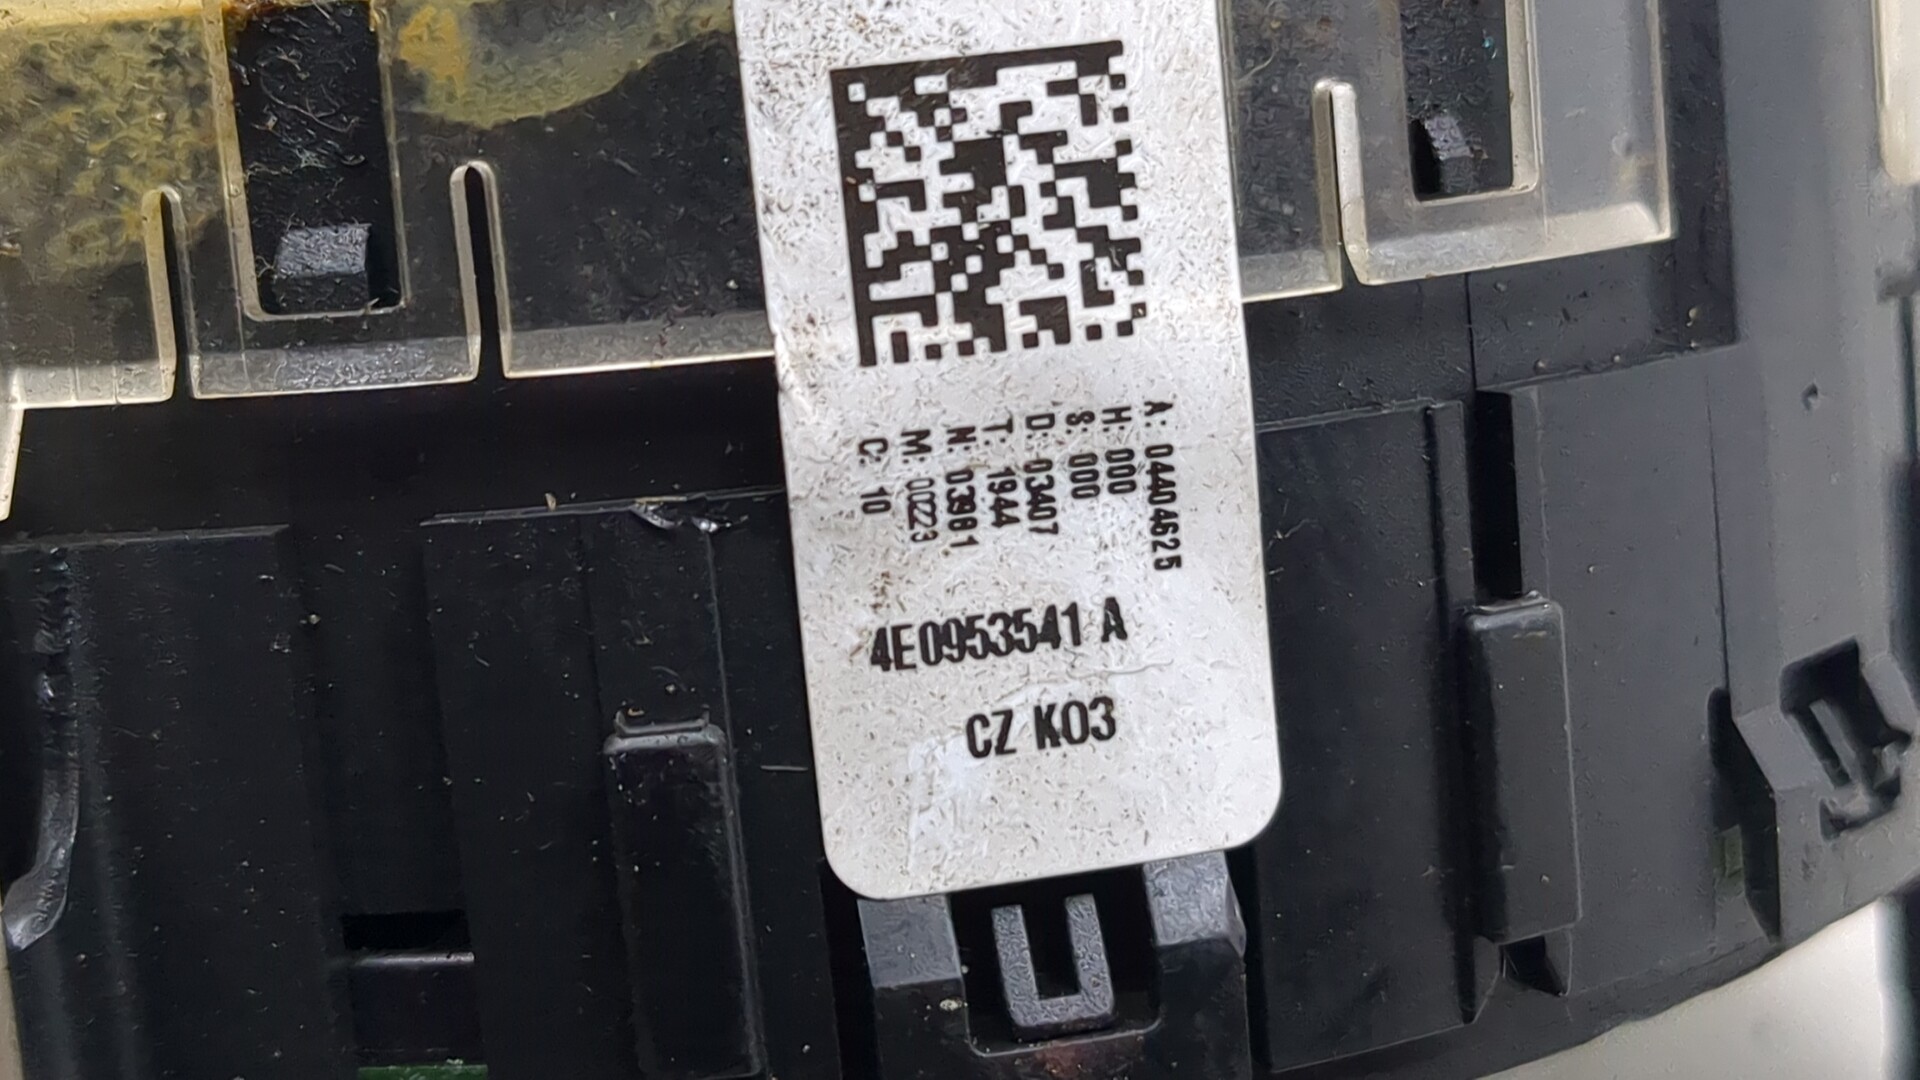 A: 04404625
H: 000
S: 000
D: 03407
T: 1944
N: 03981
M: 00223
C: 10
4E0953541 A
CZ K03